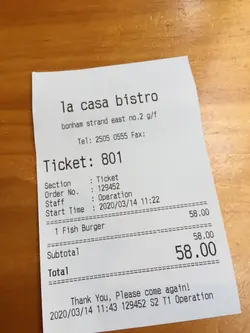 la casa bistro
bonham strand east no.2 g/f
Tel: 2505 0555 Fax:
Ticket: 801
Section : Ticket
Order No. : 129452
Staff : Operation
Start Time : 2020/03/14 11:22
1 Fish Burger 58.00
Subtotal 58.00
Total 58.00
Thank You, Please come again!
2020/03/14 11:43 129452 S2 T1 Operation